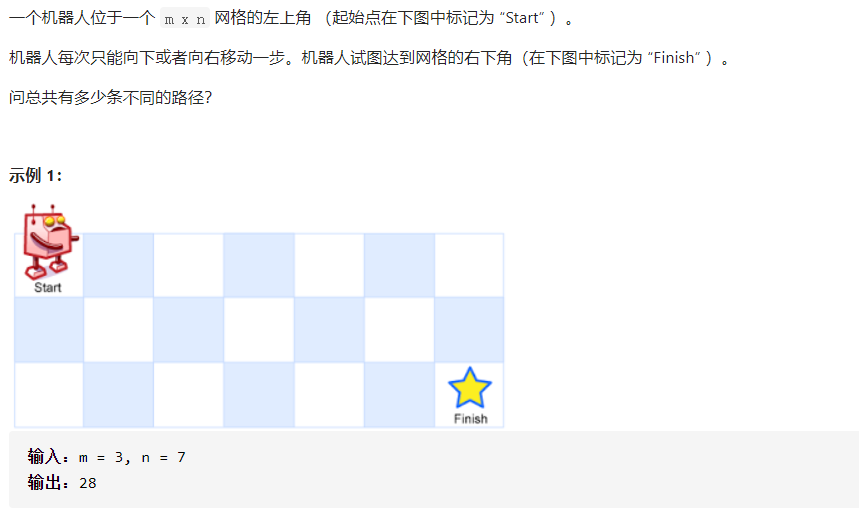 一个机器人位于一个 m x n 网格的左上角 （起始点在下图中标记为 “Start” ）。
机器人每次只能向下或者向右移动一步。机器人试图达到网格的右下角（在下图中标记为 “Finish” ）。
问总共有多少条不同的路径？
示例 1：
Start
Finish
输入：m = 3, n = 7
输出：28